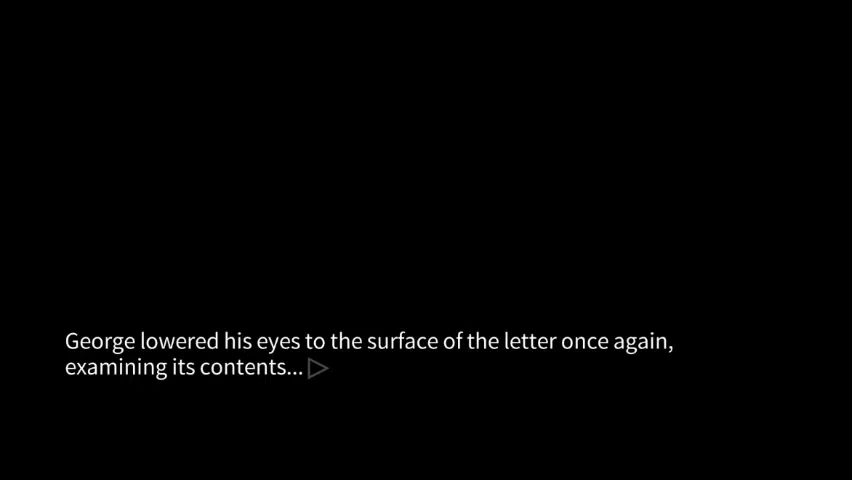 George lowered his eyes to the surface of the letter once again,
examining its contents...